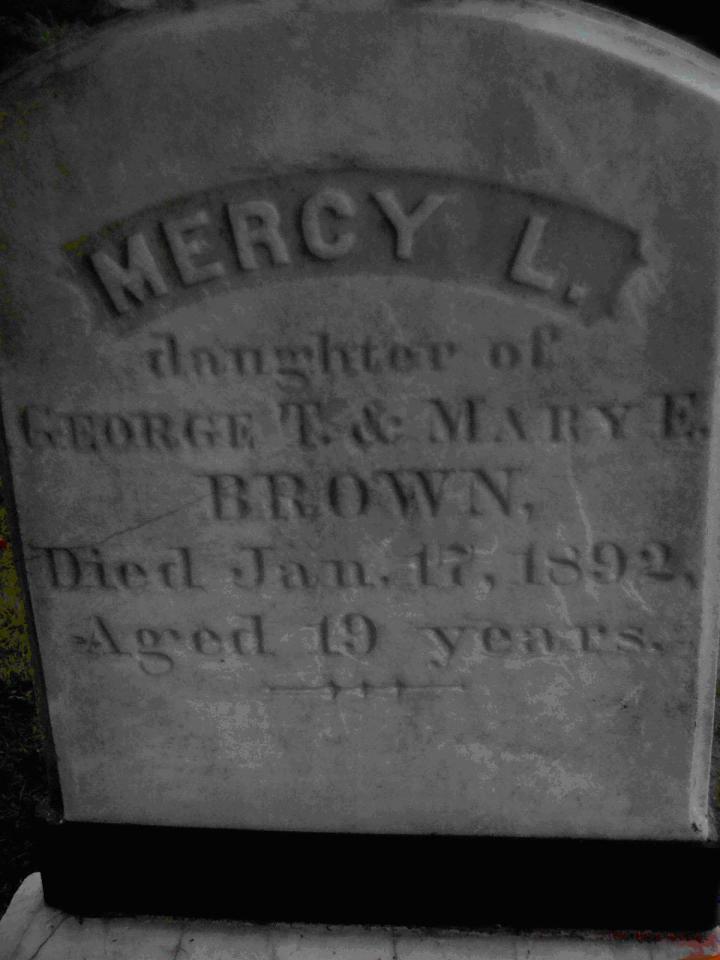 MERCY L.
daughter of
GEORGE T. & MARY E.
BROWN,
Died Jan. 17, 1892,
Aged 19 years.